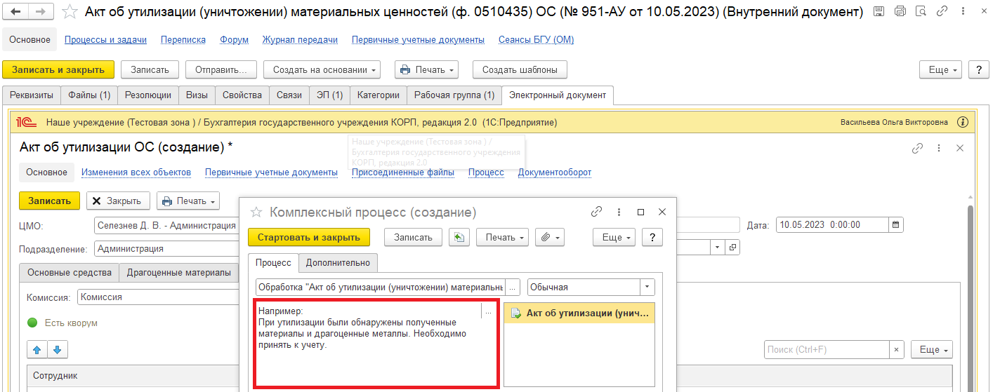 Акт об утилизации (уничтожении) материальных ценностей (ф. 0510435) ОС (№ 951-АУ от 10.05.2023) (Внутренний документ)
Основное Процессы и задачи Переписка Форум Журнал передачи Первичные учетные документы Сеансы БГУ (ОМ)
Записать и закрыть Записать Отправить... Создать на основании Печать Создать шаблоны Еще ?
Реквизиты Файлы (1) Резолюции Визы Свойства Связи ЭП (1) Категории Рабочая группа (1) Электронный документ
1С Наше учреждение (Тестовая зона ) / Бухгалтерия государственного учреждения КОРП, редакция 2.0 (1С:Предприятие) Васильева Ольга Викторовна
Наше учреждение (Тестовая зона ) /
Бухгалтерия государственного учреждения
КОРП, редакция 2.0
Акт об утилизации ОС (создание) *
Основное Изменения всех объектов Первичные учетные документы Присоединенные файлы Процесс Документооборот
Записать Закрыть Печать
ЦМО: Селезнев Д. В. - Администрация Дата: 10.05.2023 0:00:00
Подразделение: Администрация
Основные средства Драгоценные материалы
Комиссия: Комиссия
Есть кворум
Поиск (Ctrl+F) × Еще
Сотрудник
Комплексный процесс (создание)
Стартовать и закрыть Записать Печать Еще ?
Процесс Дополнительно
Обработка "Акт об утилизации (уничтожении) материальн ... Обычная
Например: ...
При утилизации были обнаружены полученные
материалы и драгоценные металлы. Необходимо
принять к учету.
Акт об утилизации (унич...